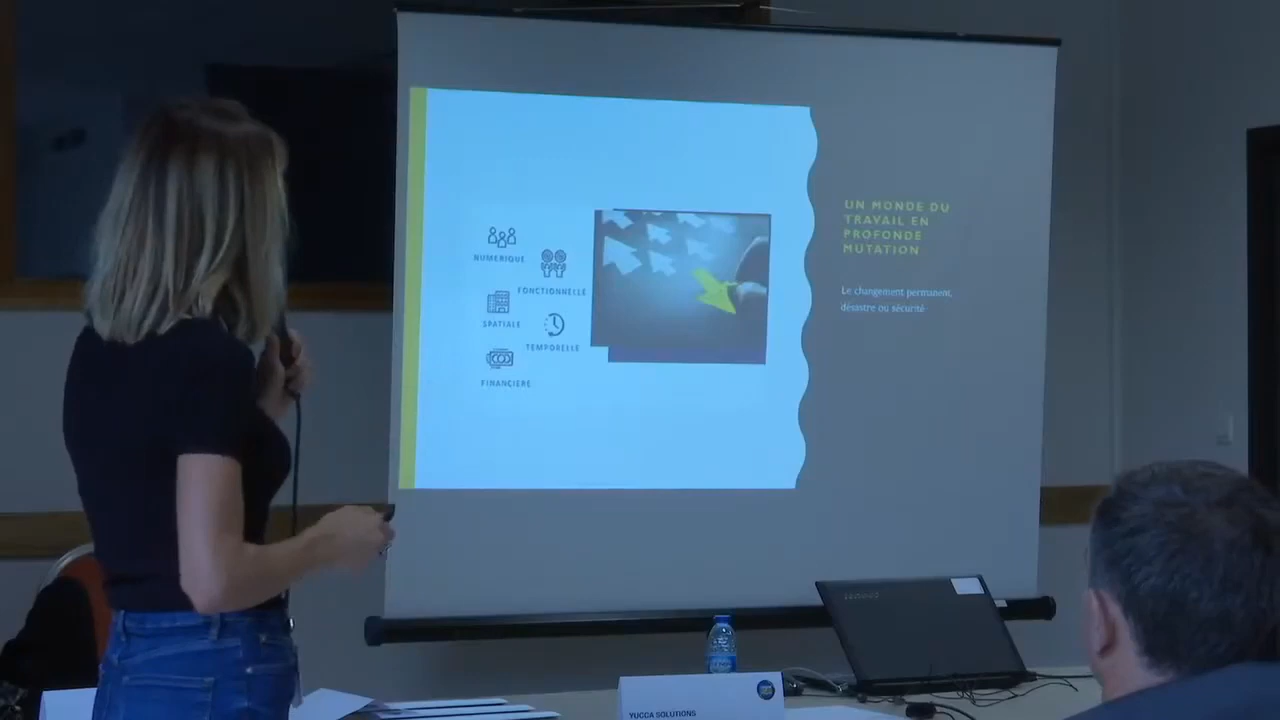 UN MONDE DU
TRAVAIL EN
PROFONDE
MUTATION
Le changement permanent,
désastre ou sécurité
NUMERIQUE
FONCTIONNELLE
SPATIALE
TEMPORELLE
FINANCIERE
YUCCA SOLUTIONS